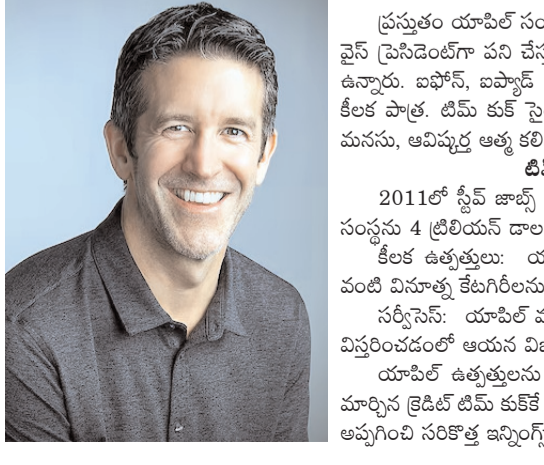 ప్రస్తుతం యాపిల్ సం
వైస్ ప్రెసిడెంట్‌గా పని చేస్త
ఉన్నారు. ఐఫోన్, ఐప్యాడ్
కీలక పాత్ర. టిమ్ కుక్ సై
మనసు, ఆవిష్కర్త ఆత్మ కలి
టిమ
2011లో స్టీవ్ జాబ్స్
సంస్థను 4 ట్రిలియన్ డాల
కీలక ఉత్పత్తులు: య
వంటి వినూత్న కేటగిరీలను
సర్వీసెస్: యాపిల్ మ
విస్తరించడంలో ఆయన విజ
యాపిల్ ఉత్పత్తులను
మార్చిన క్రెడిట్ టిమ్ కుక్‌కే
అప్పగించి సరికొత్త ఇన్నింగ్స్